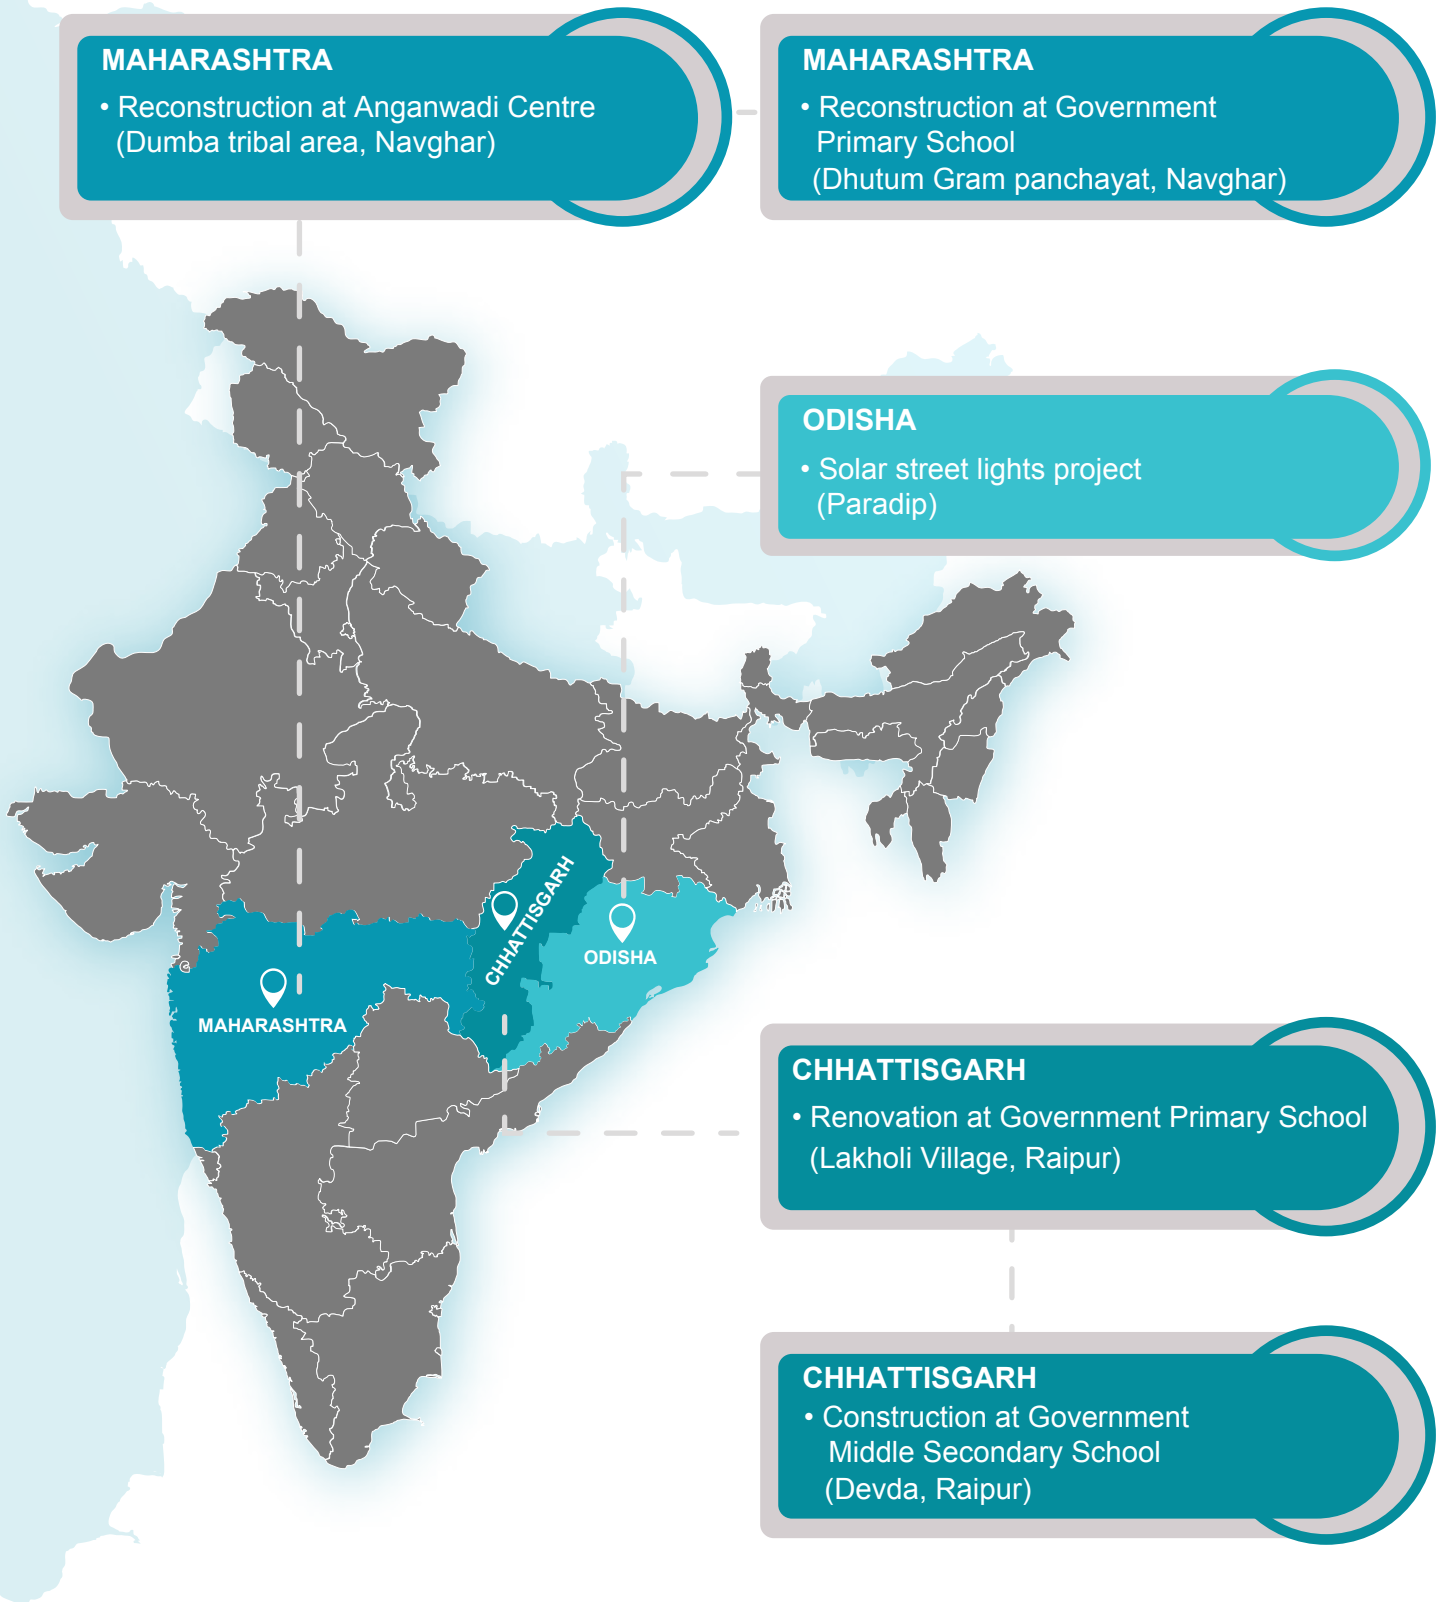 MAHARASHTRA
• Reconstruction at Anganwadi Centre
(Dumba tribal area, Navghar)
MAHARASHTRA
• Reconstruction at Government
Primary School
(Dhutum Gram panchayat, Navghar)
ODISHA
• Solar street lights project
(Paradip)
CHHATTISGARH
ODISHA
MAHARASHTRA
CHHATTISGARH
• Renovation at Government Primary School
(Lakholi Village, Raipur)
CHHATTISGARH
• Construction at Government
Middle Secondary School
(Devda, Raipur)